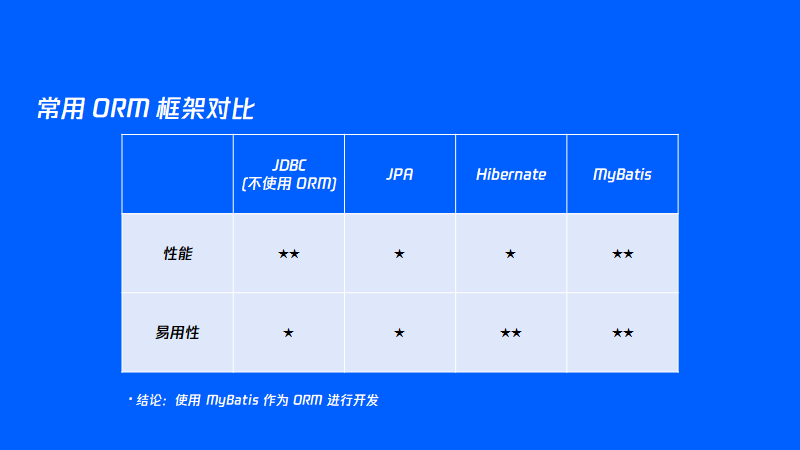 常用 ORM 框架对比
JDBC
(不使用 ORM)
JPA
Hibernate
MyBatis
性能
★★
★
★
★★
易用性
★
★
★★
★★
• 结论：使用 MyBatis 作为 ORM 进行开发